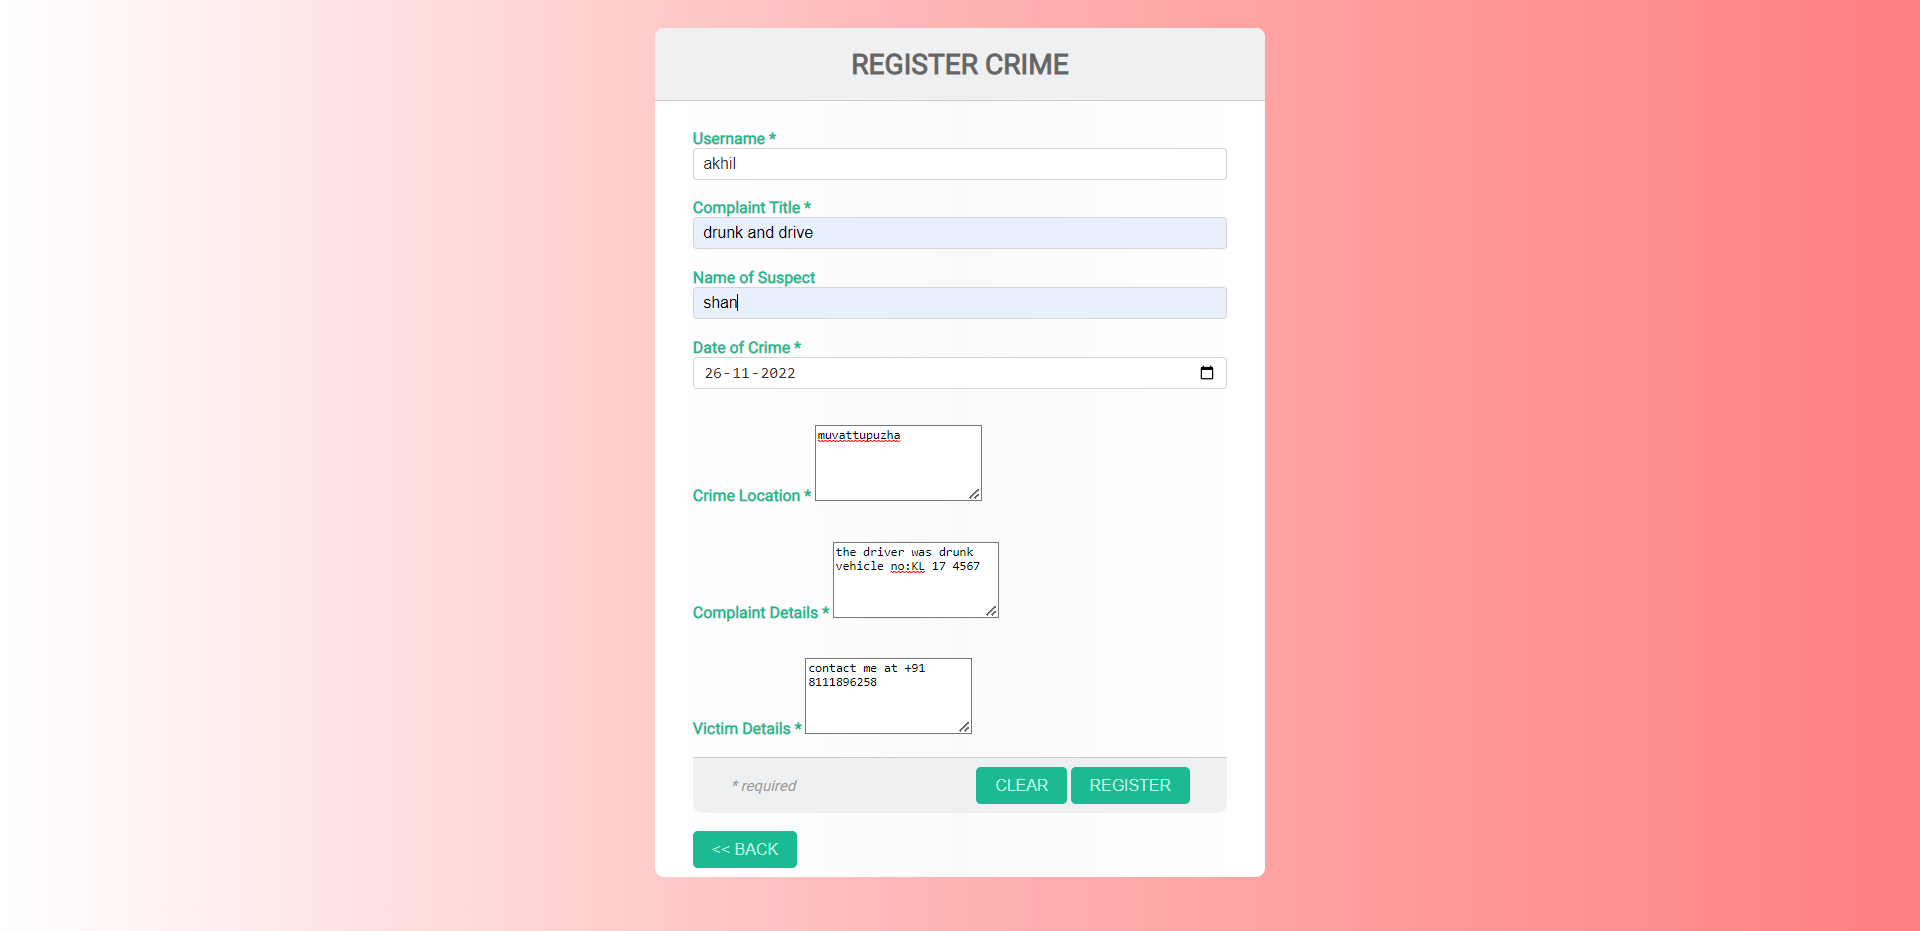 REGISTER CRIME
Username *
akhil
Complaint Title *
drunk and drive
Name of Suspect
shan
Date of Crime *
26-11-2022
muvattupuzha
Crime Location *
the driver was drunk
vehicle no:KL 17 4567
Complaint Details *
contact me at +91
8111896258
Victim Details *
* required
CLEAR
REGISTER
<< BACK